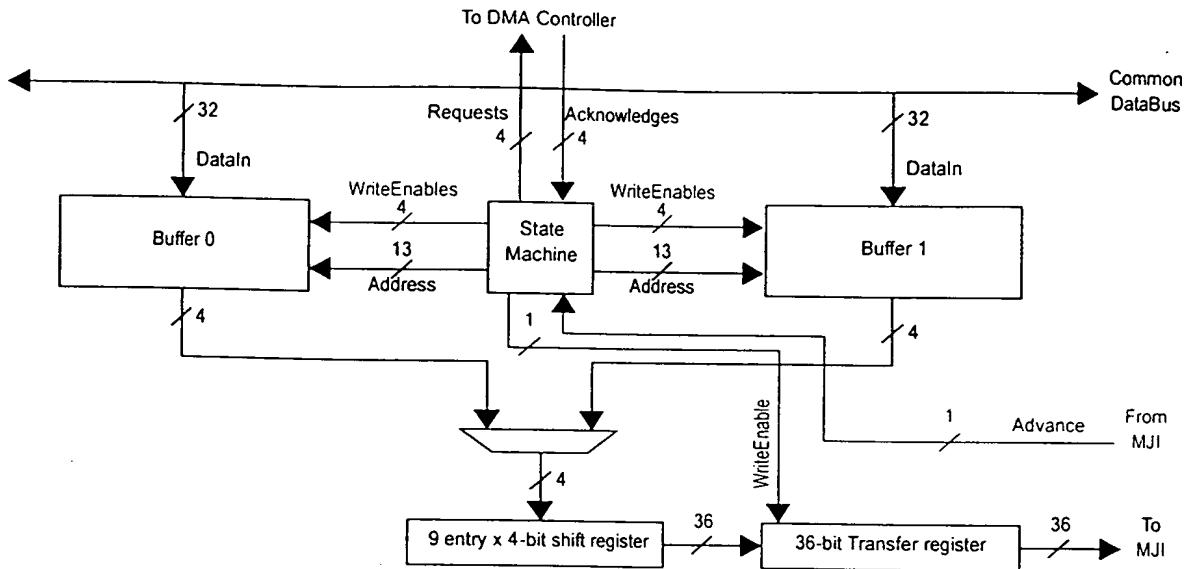 To DMA Controller
Common
DataBus
32
Requests
4
Acknowledges
4
32
DataIn
DataIn
WriteEnables
4
WriteEnables
4
Buffer 0
State
Machine
Buffer 1
13
Address
13
Address
4
1
4
1
Advance
From
MJI
WriteEnable
4
9 entry x 4-bit shift register
36
36-bit Transfer register
36
To
MJI